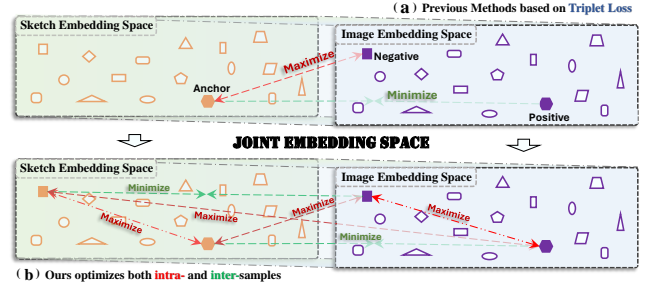 (a) Previous Methods based on Triplet Loss
Sketch Embedding Space
Image Embedding Space
Maximize
Negative
Anchor
Minimize
Positive
JOINT EMBEDDING SPACE
Sketch Embedding Space
Image Embedding Space
Minimize
Maximize
Maximize
Maximize
Maximize
Minimize
(b) Ours optimizes both intra- and inter-samples